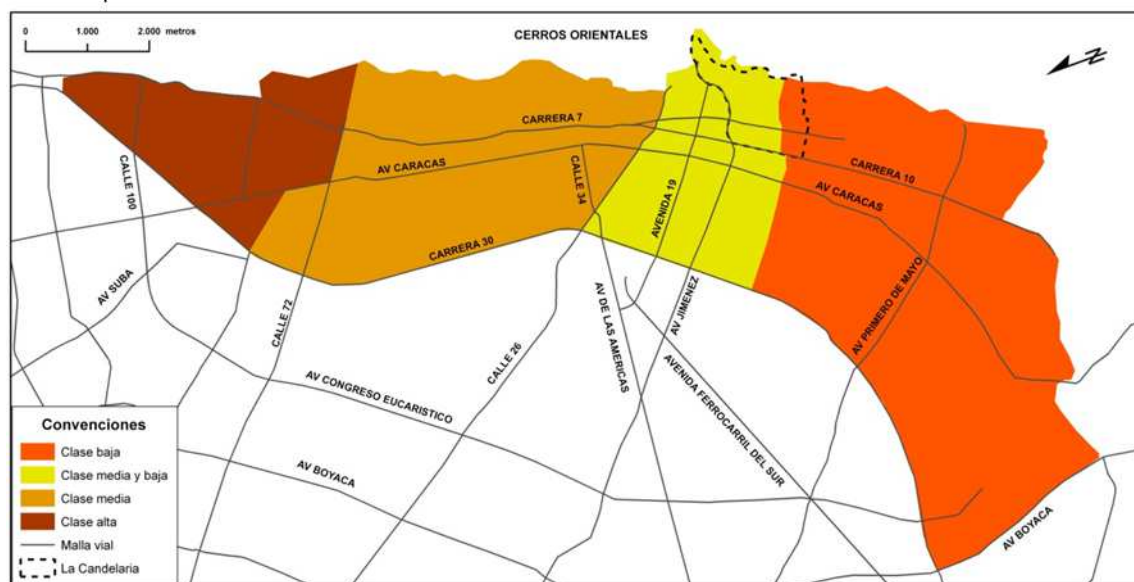 0 1.000 2.000 metros
CERROS ORIENTALES
N
CARRERA 7
CALLE 100
AV CARACAS
CALLE 34
AVENIDA 19
CARRERA 10
AV CARACAS
CARRERA 30
AV SUBA
CALLE 72
AV JIMENEZ
AV PRIMERO DE MAYO
CALLE 26
AV DE LAS AMERICAS
AVENIDA FERROCARRIL DEL SUR
AV CONGRESO EUCARISTICO
AV BOYACA
AV BOYACA
Convenciones
Clase baja
Clase media y baja
Clase media
Clase alta
Malla vial
La Candelaria